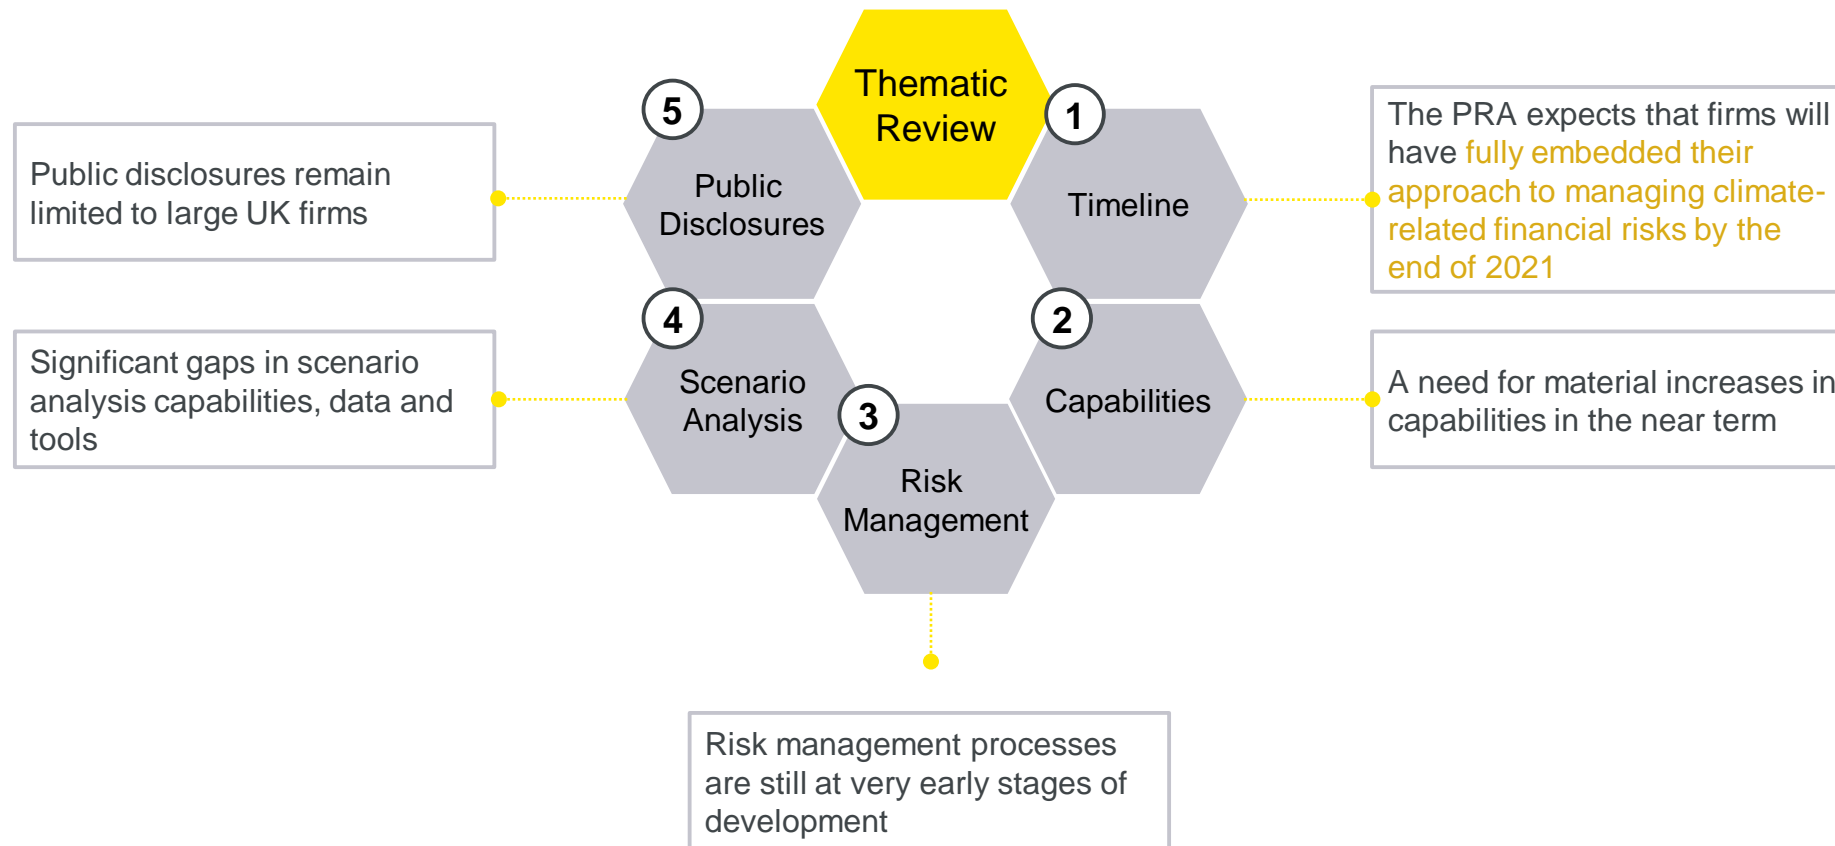 Thematic
Review
1
Timeline
The PRA expects that firms will
have fully embedded their
approach to managing climate-
related financial risks by the
end of 2021
2
Capabilities
A need for material increases in
capabilities in the near term
3
Risk
Management
Risk management processes
are still at very early stages of
development
4
Scenario
Analysis
Significant gaps in scenario
analysis capabilities, data and
tools
5
Public
Disclosures
Public disclosures remain
limited to large UK firms